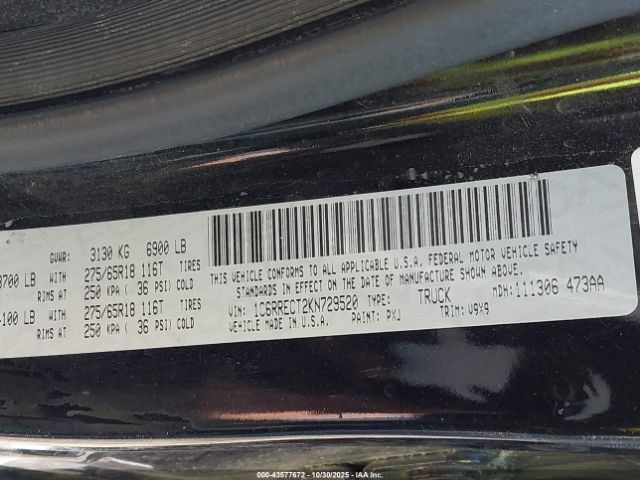 GVWR: 3130 KG 6900 LB
3700 LB WITH 275/65R18 116T TIRES
RIMS AT 250 KPA ( 36 PSI) COLD
100 LB WITH 275/65R18 116T TIRES
RIMS AT 250 KPA ( 36 PSI) COLD
THIS VEHICLE CONFORMS TO ALL APPLICABLE U.S.A. FEDERAL MOTOR VEHICLE SAFETY
STANDARDS IN EFFECT ON THE DATE OF MANUFACTURE SHOWN ABOVE.
VIN: 1C6RRECT2KN729520 TYPE: TRUCK MDH: 111306 473AA
VEHICLE MADE IN U.S.A. PAINT: PXJ TRIM: V9X9
00-43577672 • 10/30/2025 • IAA Inc.